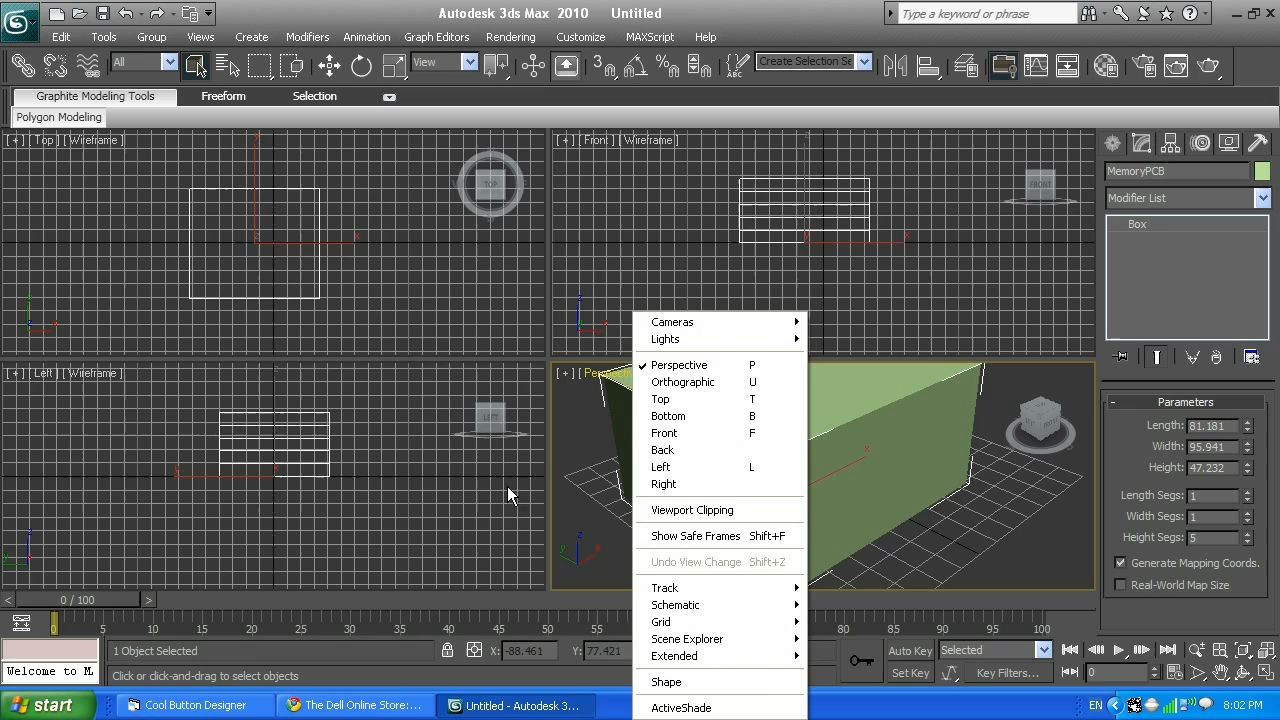 Autodesk 3ds Max 2010 Untitled
Type a keyword or phrase
Edit Tools Group Views Create Modifiers Animation Graph Editors Rendering Customize MAXScript Help
All
View
Create Selection Se
Graphite Modeling Tools Freeform Selection
Polygon Modeling
[ + ] [ Top ] [ Wireframe ]
TOP
[ + ] [ Front ] [ Wireframe ]
FRONT
[ + ] [ Left ] [ Wireframe ]
LEFT
[ + ] [ Perspe
Cameras
Lights
Perspective P
Orthographic U
Top T
Bottom B
Front F
Back
Left L
Right
Viewport Clipping
Show Safe Frames Shift+F
Undo View Change Shift+Z
Track
Schematic
Grid
Scene Explorer
Extended
Shape
ActiveShade
MemoryPCB
Modifier List
Box
Parameters
Length: 81.181
Width: 95.941
Height: 47.232
Length Segs: 1
Width Segs: 1
Height Segs: 5
Generate Mapping Coords.
Real-World Map Size
< 0 / 100 >
0 5 10 15 20 25 30 35 40 45 50 55 80 85 90 95 100
1 Object Selected X: -88.461 Y: 77.421
Auto Key Selected
Welcome to M.
Click or click-and-drag to select objects
Set Key Key Filters... 0
start Cool Button Designer The Dell Online Store:... Untitled - Autodesk 3... EN 8:02 PM